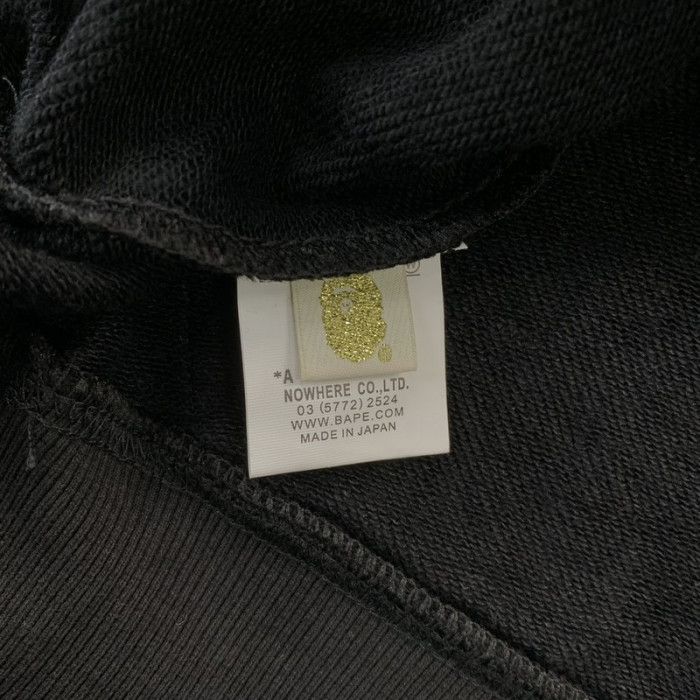 ®
*A
NOWHERE CO.,LTD.
03 (5772) 2524
WWW.BAPE.COM
MADE IN JAPAN